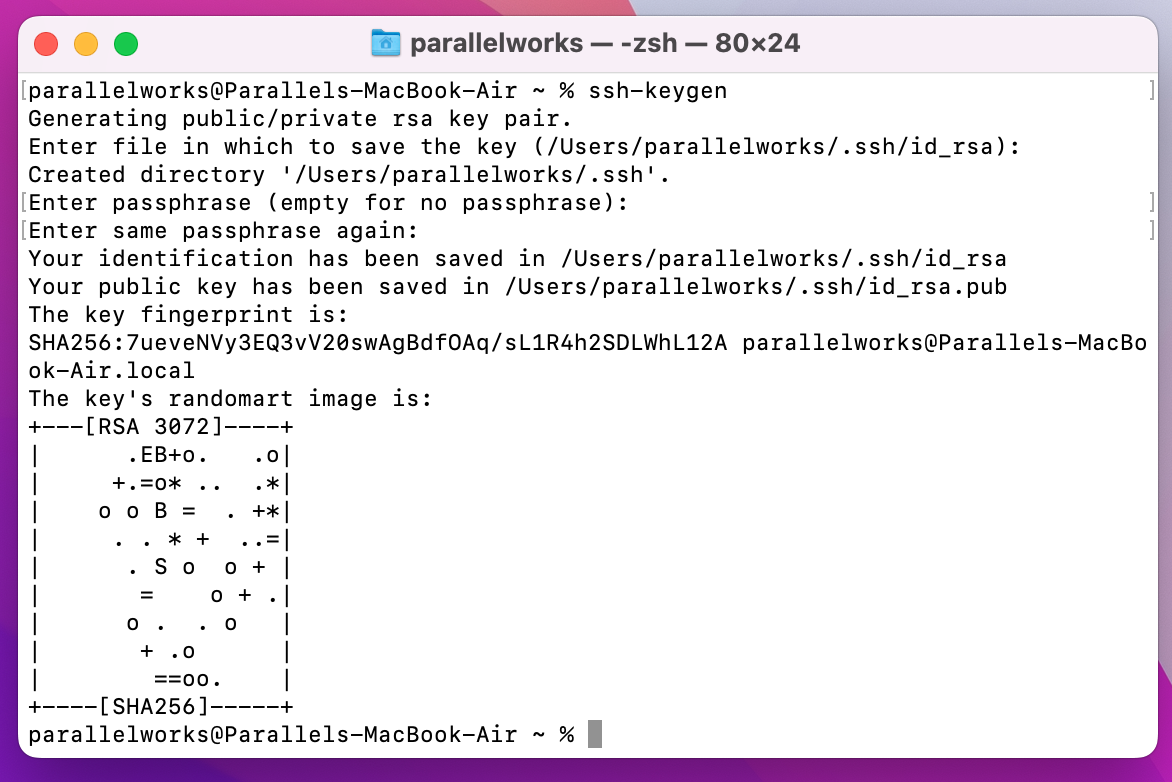 parallelworks — -zsh — 80×24
[parallelworks@Parallels-MacBook-Air ~ % ssh-keygen ]
Generating public/private rsa key pair.
Enter file in which to save the key (/Users/parallelworks/.ssh/id_rsa):
Created directory '/Users/parallelworks/.ssh'.
[Enter passphrase (empty for no passphrase): ]
[Enter same passphrase again: ]
Your identification has been saved in /Users/parallelworks/.ssh/id_rsa
Your public key has been saved in /Users/parallelworks/.ssh/id_rsa.pub
The key fingerprint is:
SHA256:7ueveNVy3EQ3vV20swAgBdfOAq/sL1R4h2SDLWhL12A parallelworks@Parallels-MacBo
ok-Air.local
The key's randomart image is:
+---[RSA 3072]----+
|      .EB+o.   .o|
|     +.=o* ..  .*|
|    o o B =  . +*|
|     . . * +  ..=|
|      . S o  o + |
|       =    o + .|
|      o .  . o   |
|       + .o      |
|        ==oo.    |
+----[SHA256]-----+
parallelworks@Parallels-MacBook-Air ~ %